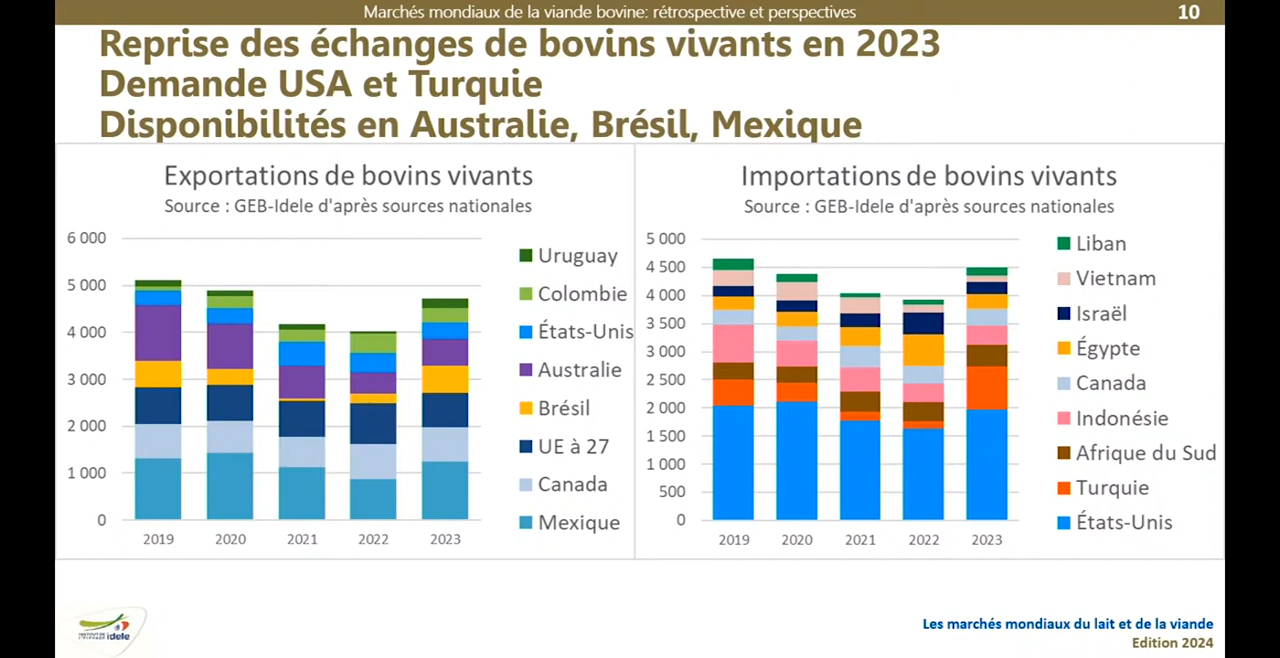 Marchés mondiaux de la viande bovine: rétrospective et perspectives
10
Reprise des échanges de bovins vivants en 2023
Demande USA et Turquie
Disponibilités en Australie, Brésil, Mexique
Exportations de bovins vivants
Source : GEB-Idele d'après sources nationales
6 000
5 000
4 000
3 000
2 000
1 000
0
2019
2020
2021
2022
2023
Uruguay
Colombie
États-Unis
Australie
Brésil
UE à 27
Canada
Mexique
Importations de bovins vivants
Source : GEB-Idele d'après sources nationales
5 000
4 500
4 000
3 500
3 000
2 500
2 000
1 500
1 000
500
0
2019
2020
2021
2022
2023
Liban
Vietnam
Israël
Égypte
Canada
Indonésie
Afrique du Sud
Turquie
États-Unis
INSTITUT DE
L'ELEVAGE idele
Les marchés mondiaux du lait et de la viande
Edition 2024